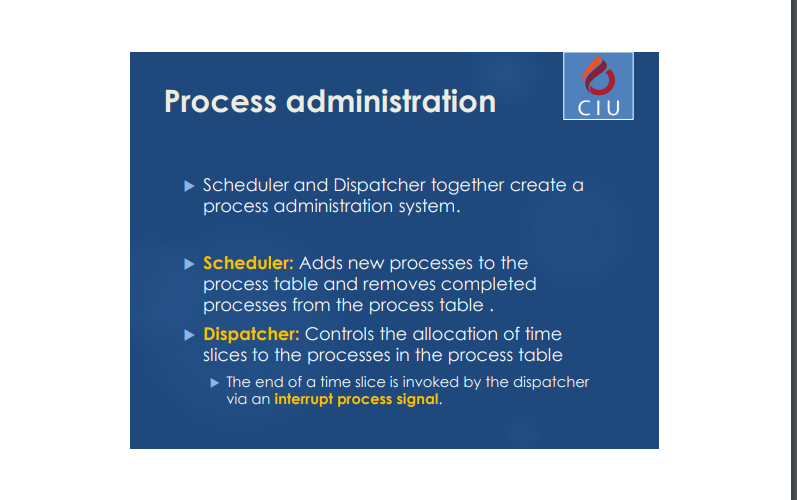 Process administration
CIU
Scheduler and Dispatcher together create a
process administration system.
Scheduler: Adds new processes to the
process table and removes completed
processes from the process table .
Dispatcher: Controls the allocation of time
slices to the processes in the process table
The end of a time slice is invoked by the dispatcher
via an interrupt process signal.